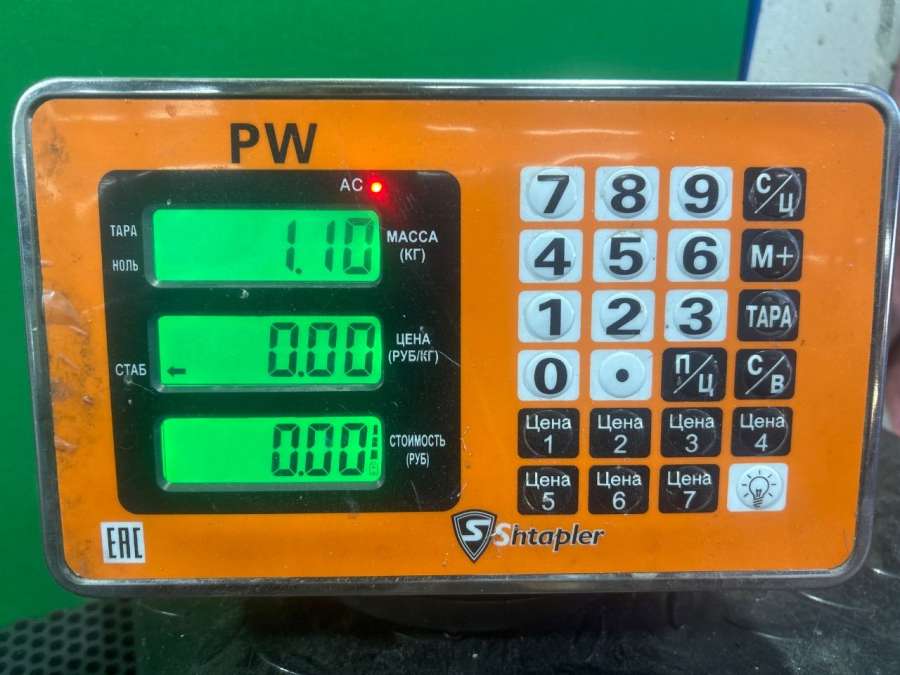 PW
AC
ТАРА
НОЛЬ
1.10
МАССА
(КГ)
СТАБ
0.00
ЦЕНА
(РУБ/КГ)
0.00
СТОИМОСТЬ
(РУБ)
7 8 9 С/Ц
4 5 6 М+
1 2 3 ТАРА
0 • П/Ц С/В
Цена 1 Цена 2 Цена 3 Цена 4
Цена 5 Цена 6 Цена 7
EAC
S Shtapler